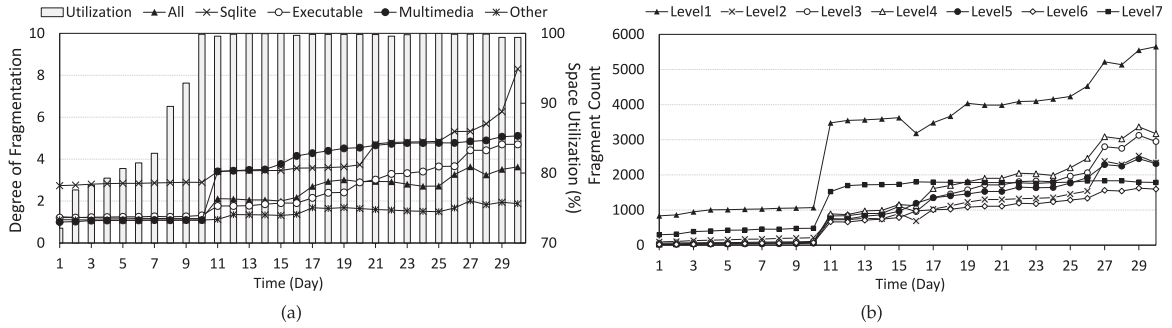 Utilization All Sqlite Executable Multimedia Other
Degree of Fragmentation
10
8
6
4
2
0
100
90
80
70
Space Utilization (%)
1 3 5 7 9 11 13 15 17 19 21 23 25 27 29
Time (Day)
(a)
Level1 Level2 Level3 Level4 Level5 Level6 Level7
Fragment Count
6000
5000
4000
3000
2000
1000
0
1 3 5 7 9 11 13 15 17 19 21 23 25 27 29
Time (Day)
(b)